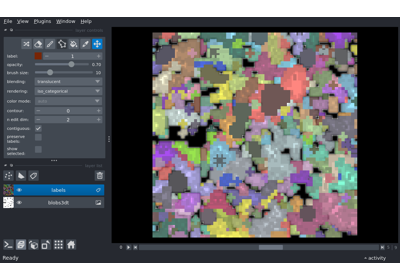 File View Plugins Window Help
label: 1
opacity: 0.70
brush size: 10
blending: translucent
rendering: iso_categorical
color mode:
contour: 0
n edit dim: 2
contiguous:
preserve
labels:
show
selected:
labels
blobs3dt
0
Ready
activity